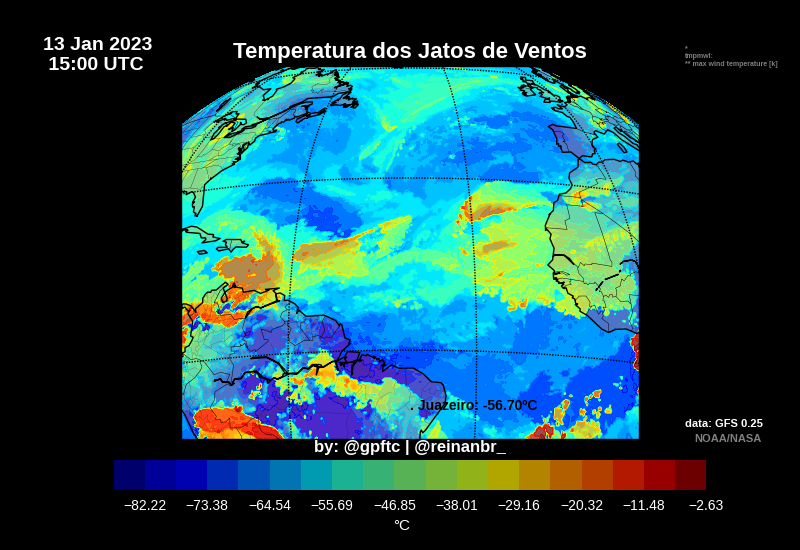 13 Jan 2023
15:00 UTC
Temperatura dos Jatos de Ventos
*
tmpmwl:
** max wind temperature [k]
. Juazeiro: -56.70ºC
data: GFS 0.25
NOAA/NASA
by: @gpftc | @reinanbr_
−82.22 −73.38 −64.54 −55.69 −46.85 −38.01 −29.16 −20.32 −11.48 −2.63
°C